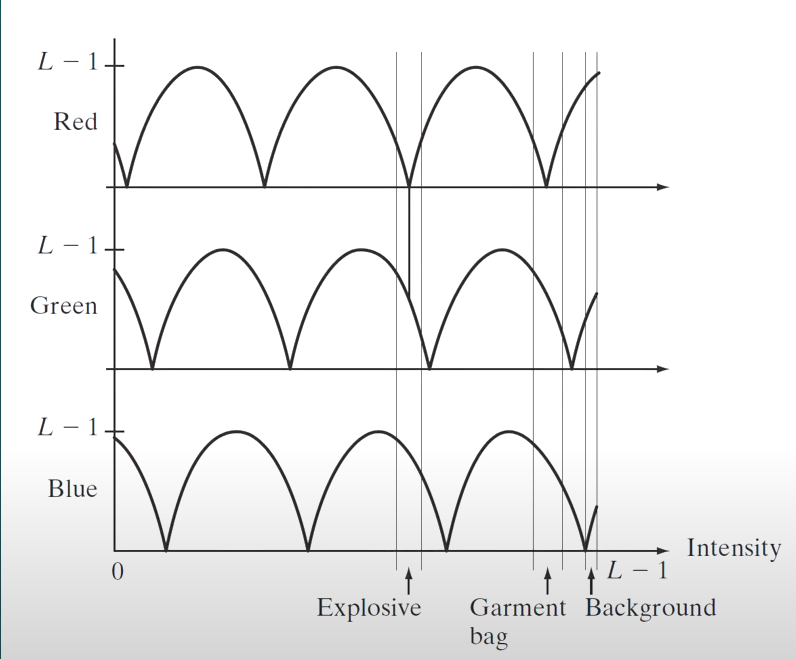 L − 1
Red
L − 1
Green
L − 1
Blue
Intensity
0
L − 1
Explosive
Garment bag
Background